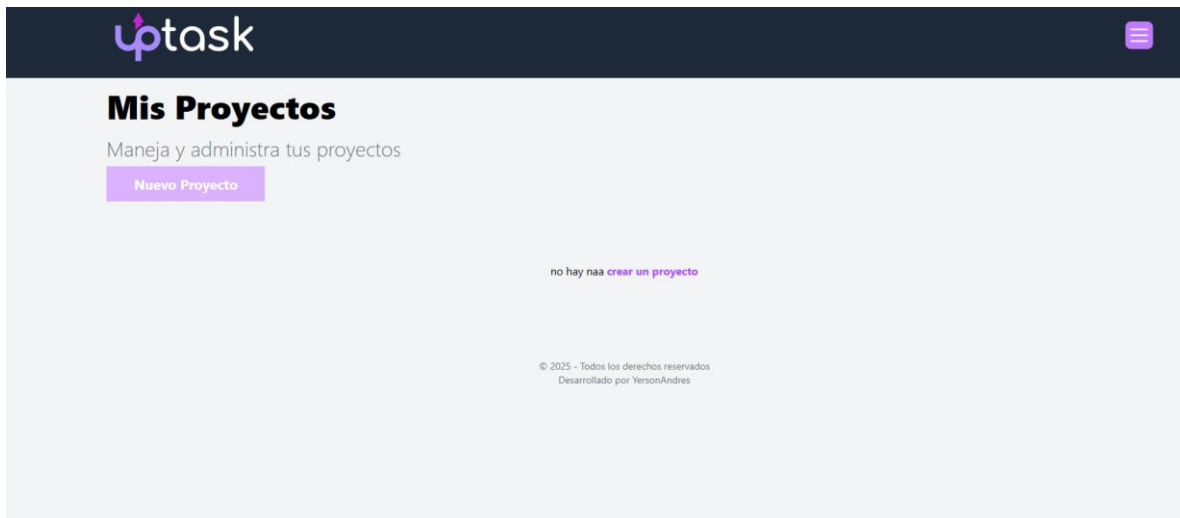 uptask
Mis Proyectos
Maneja y administra tus proyectos
Nuevo Proyecto
no hay naa crear un proyecto
© 2025 - Todos los derechos reservados
Desarrollado por YersonAndres